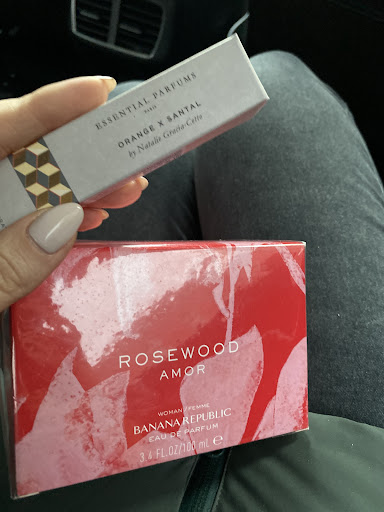 ESSENTIAL PARFUMS
PARIS
ORANGE X SANTAL
by Natalie Gracia-Cetto
ROSEWOOD
AMOR
WOMAN / FEMME
BANANA REPUBLIC
EAU DE PARFUM
3.4 FL.OZ/100 mL ℮